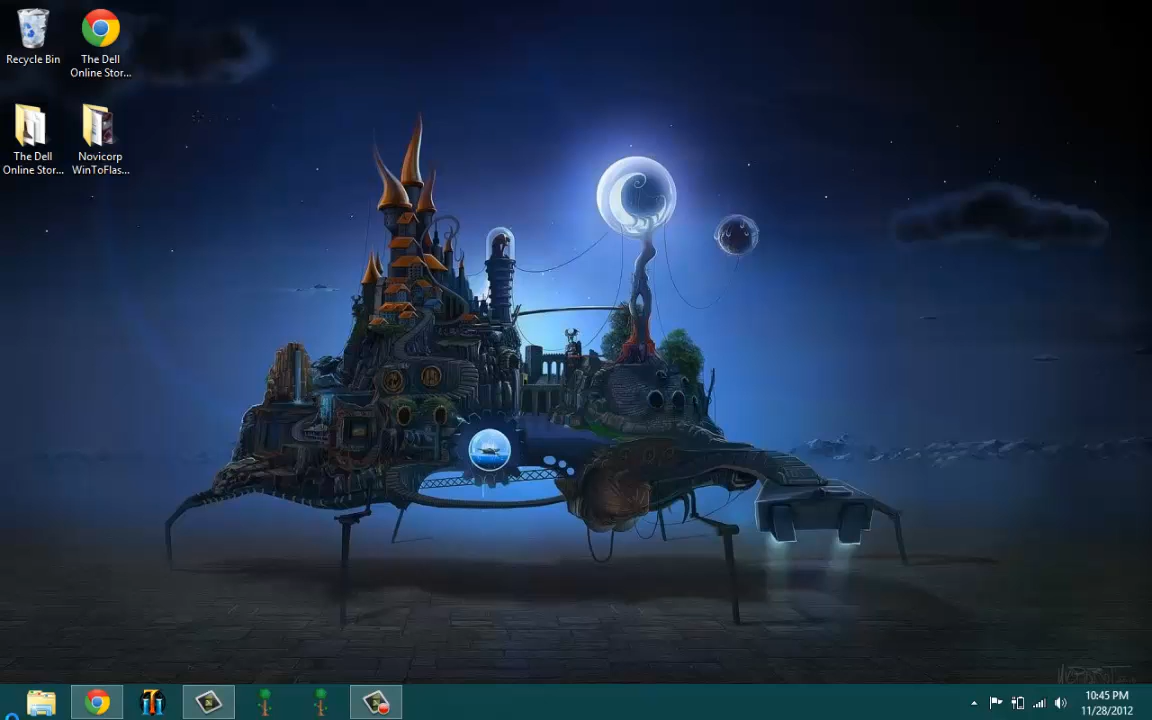 Recycle Bin
The Dell
Online Stor...
The Dell
Online Stor...
Novicorp
WinToFlas...
10:45 PM
11/28/2012